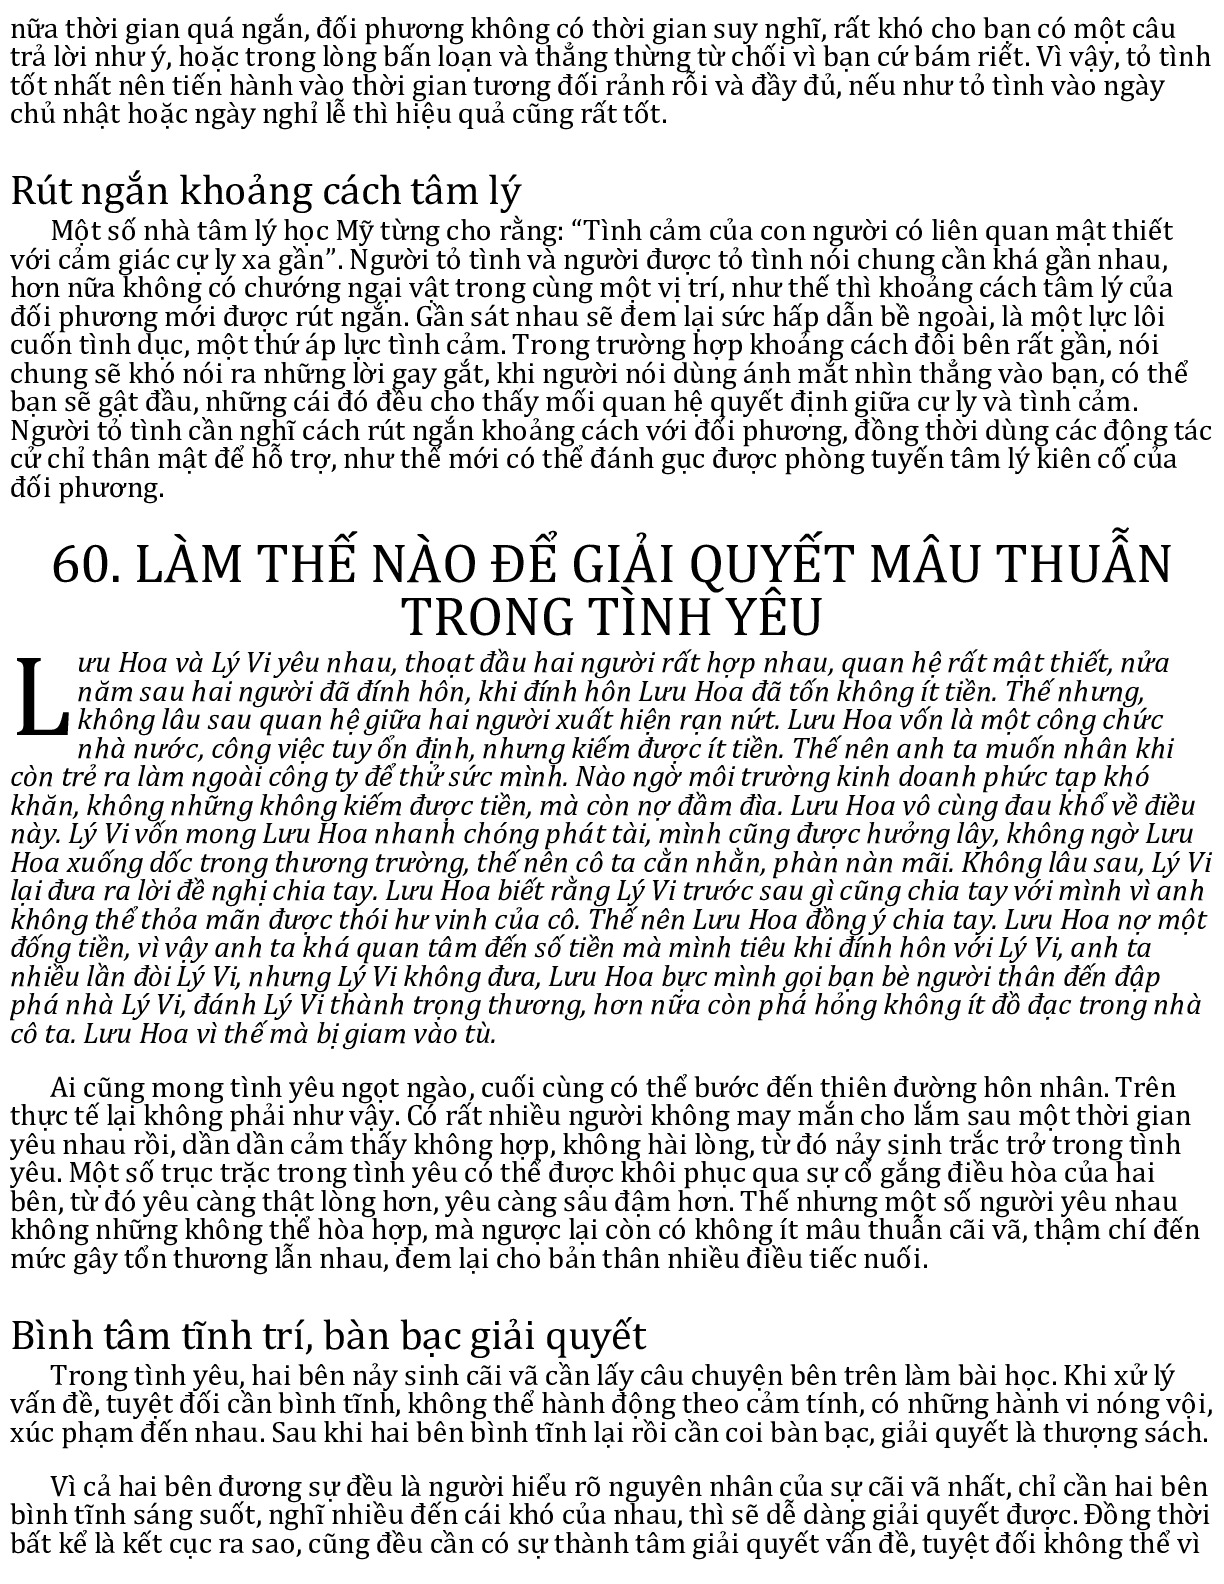 nữa thời gian quá ngắn, đối phương không có thời gian suy nghĩ, rất khó cho bạn có một câu
trả lời như ý, hoặc trong lòng bấn loạn và thẳng thừng từ chối vì bạn cứ bám riết. Vì vậy, tỏ tình
tốt nhất nên tiến hành vào thời gian tương đối rảnh rỗi và đầy đủ, nếu như tỏ tình vào ngày
chủ nhật hoặc ngày nghỉ lễ thì hiệu quả cũng rất tốt.
Rút ngắn khoảng cách tâm lý
Một số nhà tâm lý học Mỹ từng cho rằng: “Tình cảm của con người có liên quan mật thiết
với cảm giác cự ly xa gần”. Người tỏ tình và người được tỏ tình nói chung cần khá gần nhau,
hơn nữa không có chướng ngại vật trong cùng một vị trí, như thế thì khoảng cách tâm lý của
đối phương mới được rút ngắn. Gần sát nhau sẽ đem lại sức hấp dẫn bề ngoài, là một lực lôi
cuốn tình dục, một thứ áp lực tình cảm. Trong trường hợp khoảng cách đôi bên rất gần, nói
chung sẽ khó nói ra những lời gay gắt, khi người nói dùng ánh mắt nhìn thẳng vào bạn, có thể
bạn sẽ gật đầu, những cái đó đều cho thấy mối quan hệ quyết định giữa cự ly và tình cảm.
Người tỏ tình cần nghĩ cách rút ngắn khoảng cách với đối phương, đồng thời dùng các động tác
cử chỉ thân mật để hỗ trợ, như thế mới có thể đánh gục được phòng tuyến tâm lý kiên cố của
đối phương.
60. LÀM THẾ NÀO ĐỂ GIẢI QUYẾT MÂU THUẪN
TRONG TÌNH YÊU
Lưu Hoa và Lý Vi yêu nhau, thoạt đầu hai người rất hợp nhau, quan hệ rất mật thiết, nửa
năm sau hai người đã đính hôn, khi đính hôn Lưu Hoa đã tốn không ít tiền. Thế nhưng,
không lâu sau quan hệ giữa hai người xuất hiện rạn nứt. Lưu Hoa vốn là một công chức
nhà nước, công việc tuy ổn định, nhưng kiếm được ít tiền. Thế nên anh ta muốn nhân khi
còn trẻ ra làm ngoài công ty để thử sức mình. Nào ngờ môi trường kinh doanh phức tạp khó
khăn, không những không kiếm được tiền, mà còn nợ đầm đìa. Lưu Hoa vô cùng đau khổ về điều
này. Lý Vi vốn mong Lưu Hoa nhanh chóng phát tài, mình cũng được hưởng lây, không ngờ Lưu
Hoa xuống dốc trong thương trường, thế nên cô ta cằn nhằn, phàn nàn mãi. Không lâu sau, Lý Vi
lại đưa ra lời đề nghị chia tay. Lưu Hoa biết rằng Lý Vi trước sau gì cũng chia tay với mình vì anh
không thể thỏa mãn được thói hư vinh của cô. Thế nên Lưu Hoa đồng ý chia tay. Lưu Hoa nợ một
đống tiền, vì vậy anh ta khá quan tâm đến số tiền mà mình tiêu khi đính hôn với Lý Vi, anh ta
nhiều lần đòi Lý Vi, nhưng Lý Vi không đưa, Lưu Hoa bực mình gọi bạn bè người thân đến đập
phá nhà Lý Vi, đánh Lý Vi thành trọng thương, hơn nữa còn phá hỏng không ít đồ đạc trong nhà
cô ta. Lưu Hoa vì thế mà bị giam vào tù.
Ai cũng mong tình yêu ngọt ngào, cuối cùng có thể bước đến thiên đường hôn nhân. Trên
thực tế lại không phải như vậy. Có rất nhiều người không may mắn cho lắm sau một thời gian
yêu nhau rồi, dần dần cảm thấy không hợp, không hài lòng, từ đó nảy sinh trắc trở trong tình
yêu. Một số trục trặc trong tình yêu có thể được khôi phục qua sự cố gắng điều hòa của hai
bên, từ đó yêu càng thật lòng hơn, yêu càng sâu đậm hơn. Thế nhưng một số người yêu nhau
không những không thể hòa hợp, mà ngược lại còn có không ít mâu thuẫn cãi vã, thậm chí đến
mức gây tổn thương lẫn nhau, đem lại cho bản thân nhiều điều tiếc nuối.
Bình tâm tĩnh trí, bàn bạc giải quyết
Trong tình yêu, hai bên nảy sinh cãi vã cần lấy câu chuyện bên trên làm bài học. Khi xử lý
vấn đề, tuyệt đối cần bình tĩnh, không thể hành động theo cảm tính, có những hành vi nóng vội,
xúc phạm đến nhau. Sau khi hai bên bình tĩnh lại rồi cần coi bàn bạc, giải quyết là thượng sách.
Vì cả hai bên đương sự đều là người hiểu rõ nguyên nhân của sự cãi vã nhất, chỉ cần hai bên
bình tĩnh sáng suốt, nghĩ nhiều đến cái khó của nhau, thì sẽ dễ dàng giải quyết được. Đồng thời
bất kể là kết cục ra sao, cũng đều cần có sự thành tâm giải quyết vấn đề, tuyệt đối không thể vì